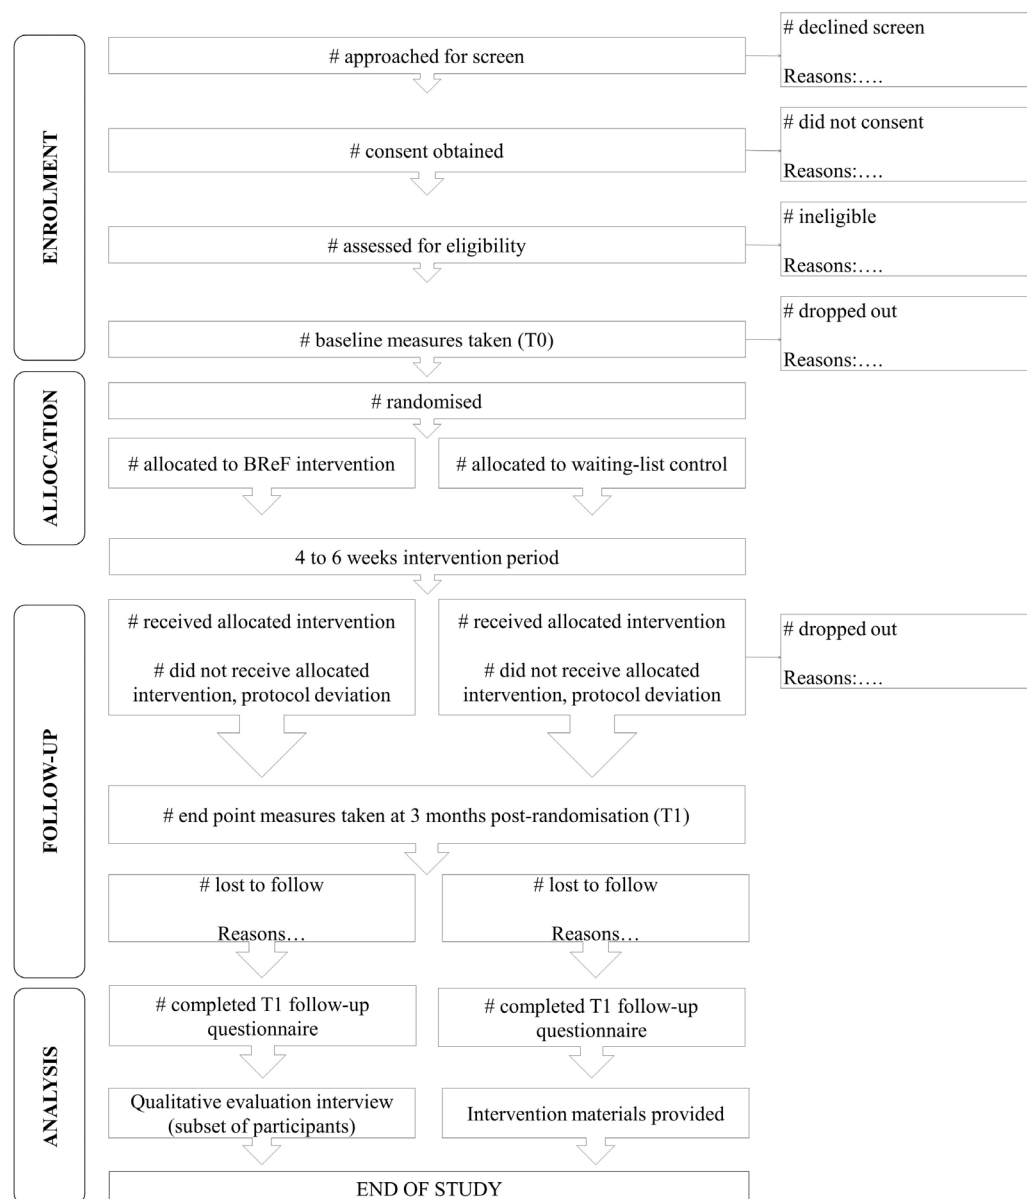 ENROLMENT
# approached for screen
# declined screen
Reasons:….
# consent obtained
# did not consent
Reasons:….
# assessed for eligibility
# ineligible
Reasons:….
# baseline measures taken (T0)
# dropped out
Reasons:….
ALLOCATION
# randomised
# allocated to BReF intervention
# allocated to waiting-list control
4 to 6 weeks intervention period
FOLLOW-UP
# received allocated intervention
# did not receive allocated
intervention, protocol deviation
# received allocated intervention
# did not receive allocated
intervention, protocol deviation
# dropped out
Reasons:….
# end point measures taken at 3 months post-randomisation (T1)
# lost to follow
Reasons…
# lost to follow
Reasons…
ANALYSIS
# completed T1 follow-up
questionnaire
# completed T1 follow-up
questionnaire
Qualitative evaluation interview
(subset of participants)
Intervention materials provided
END OF STUDY